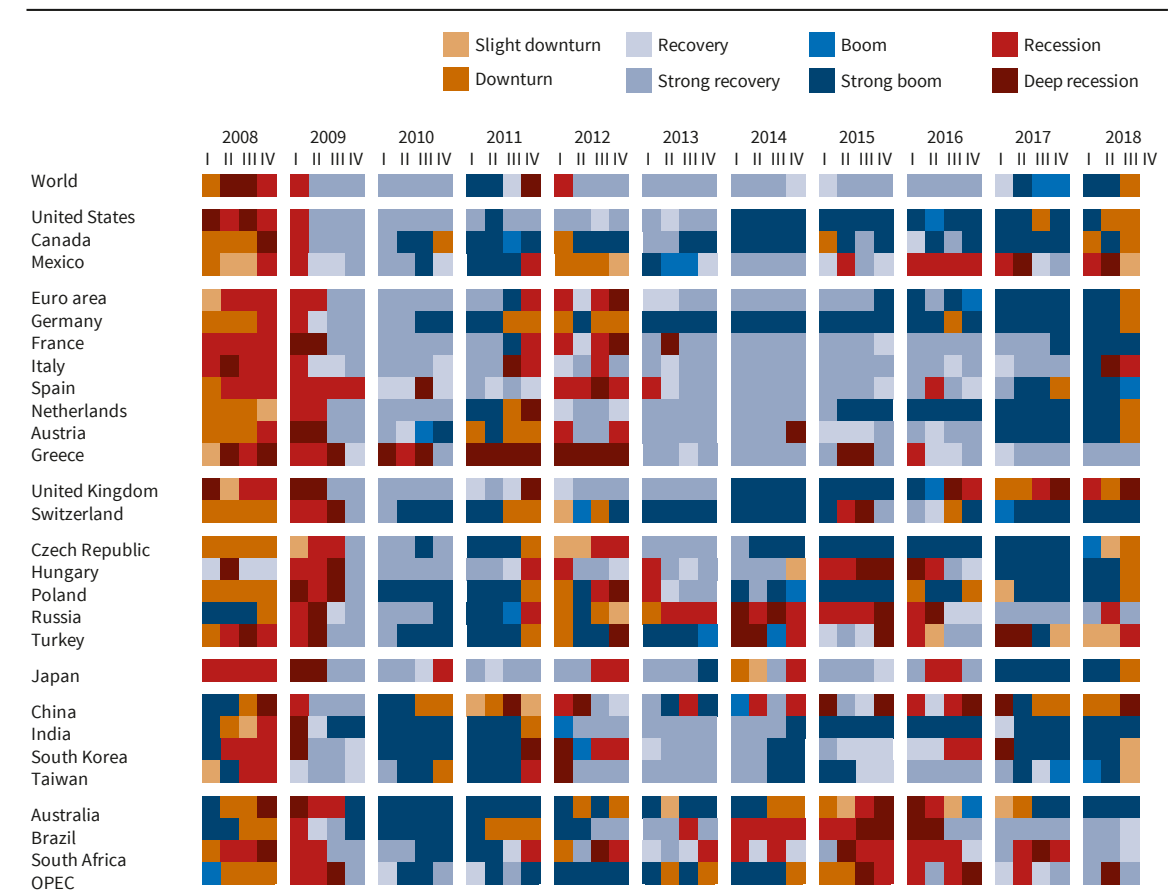 Slight downturn Recovery Boom Recession
Downturn Strong recovery Strong boom Deep recession
2008 2009 2010 2011 2012 2013 2014 2015 2016 2017 2018
I II III IV I II III IV I II III IV I II III IV I II III IV I II III IV I II III IV I II III IV I II III IV I II III IV I II III IV
World
United States
Canada
Mexico
Euro area
Germany
France
Italy
Spain
Netherlands
Austria
Greece
United Kingdom
Switzerland
Czech Republic
Hungary
Poland
Russia
Turkey
Japan
China
India
South Korea
Taiwan
Australia
Brazil
South Africa
OPEC